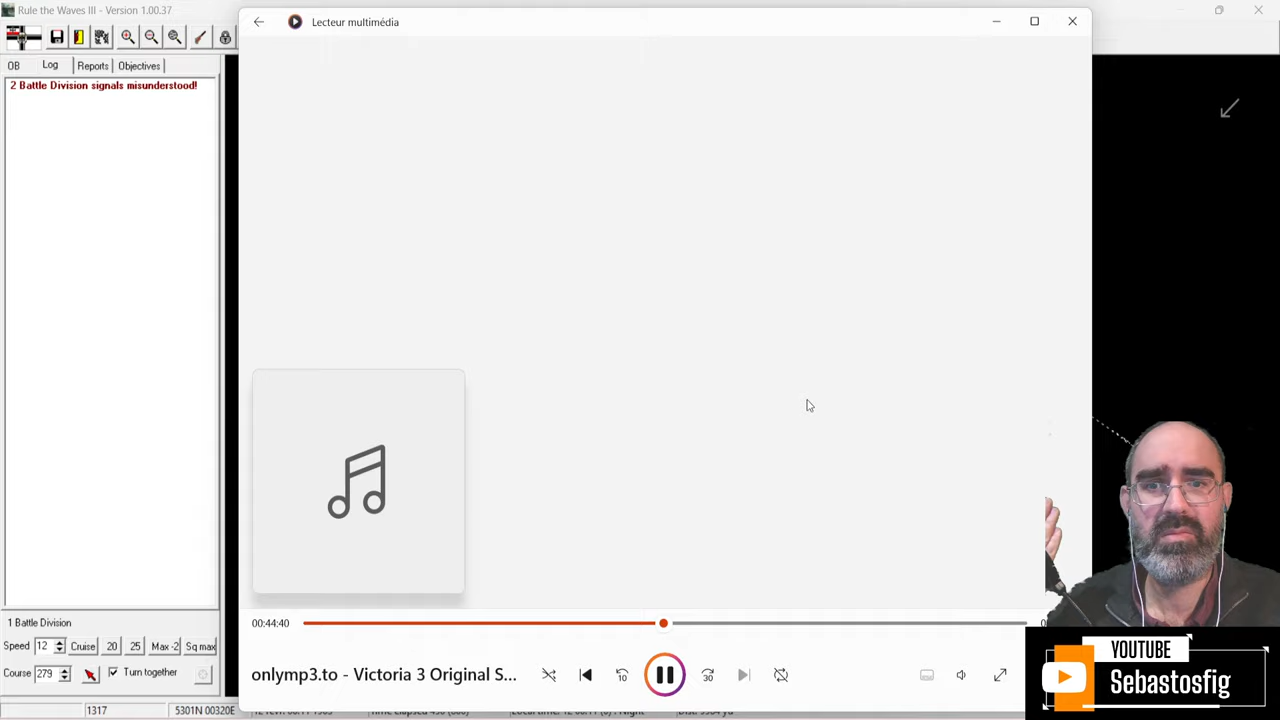 Rule the Waves III - Version 1.00.37
Lecteur multimédia
OB Log Reports Objectives
2 Battle Division signals misunderstood!
1 Battle Division
Speed 12 Cruise 20 25 Max -2 Sq max
Course 279 Turn together
1317 5301N 00320E
00:44:40
onlymp3.to - Victoria 3 Original S...
10 30
YOUTUBE
Sebastosfig